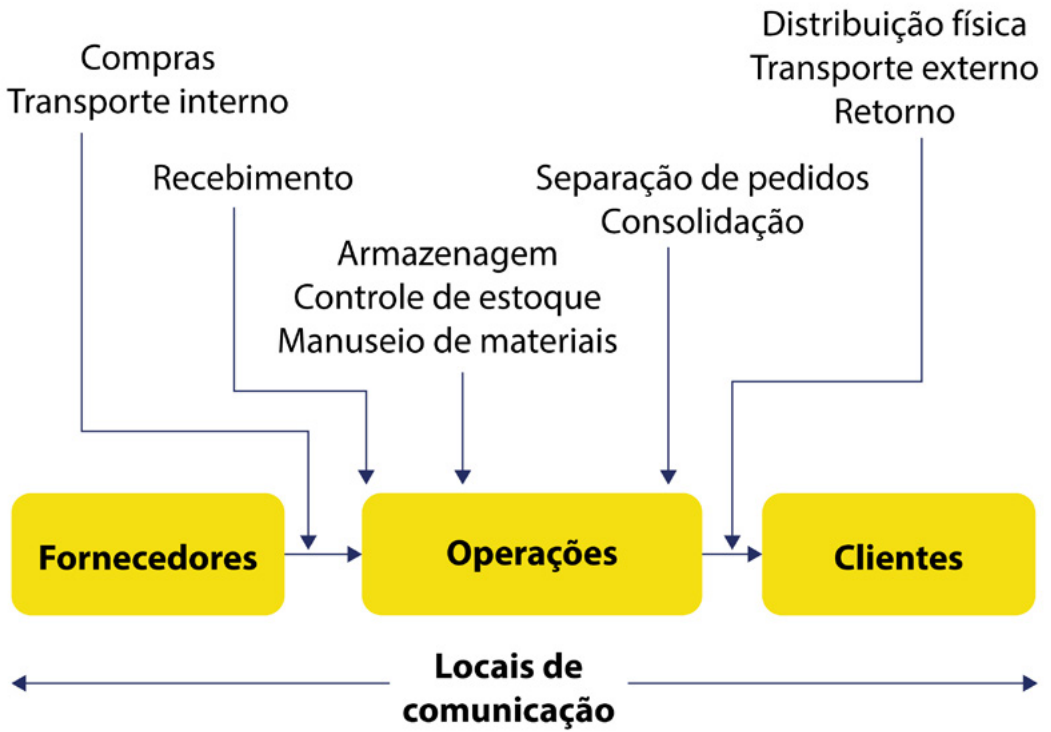 Compras
Transporte interno
Distribuição física
Transporte externo
Retorno
Recebimento
Separação de pedidos
Consolidação
Armazenagem
Controle de estoque
Manuseio de materiais
Fornecedores
Operações
Clientes
Locais de
comunicação